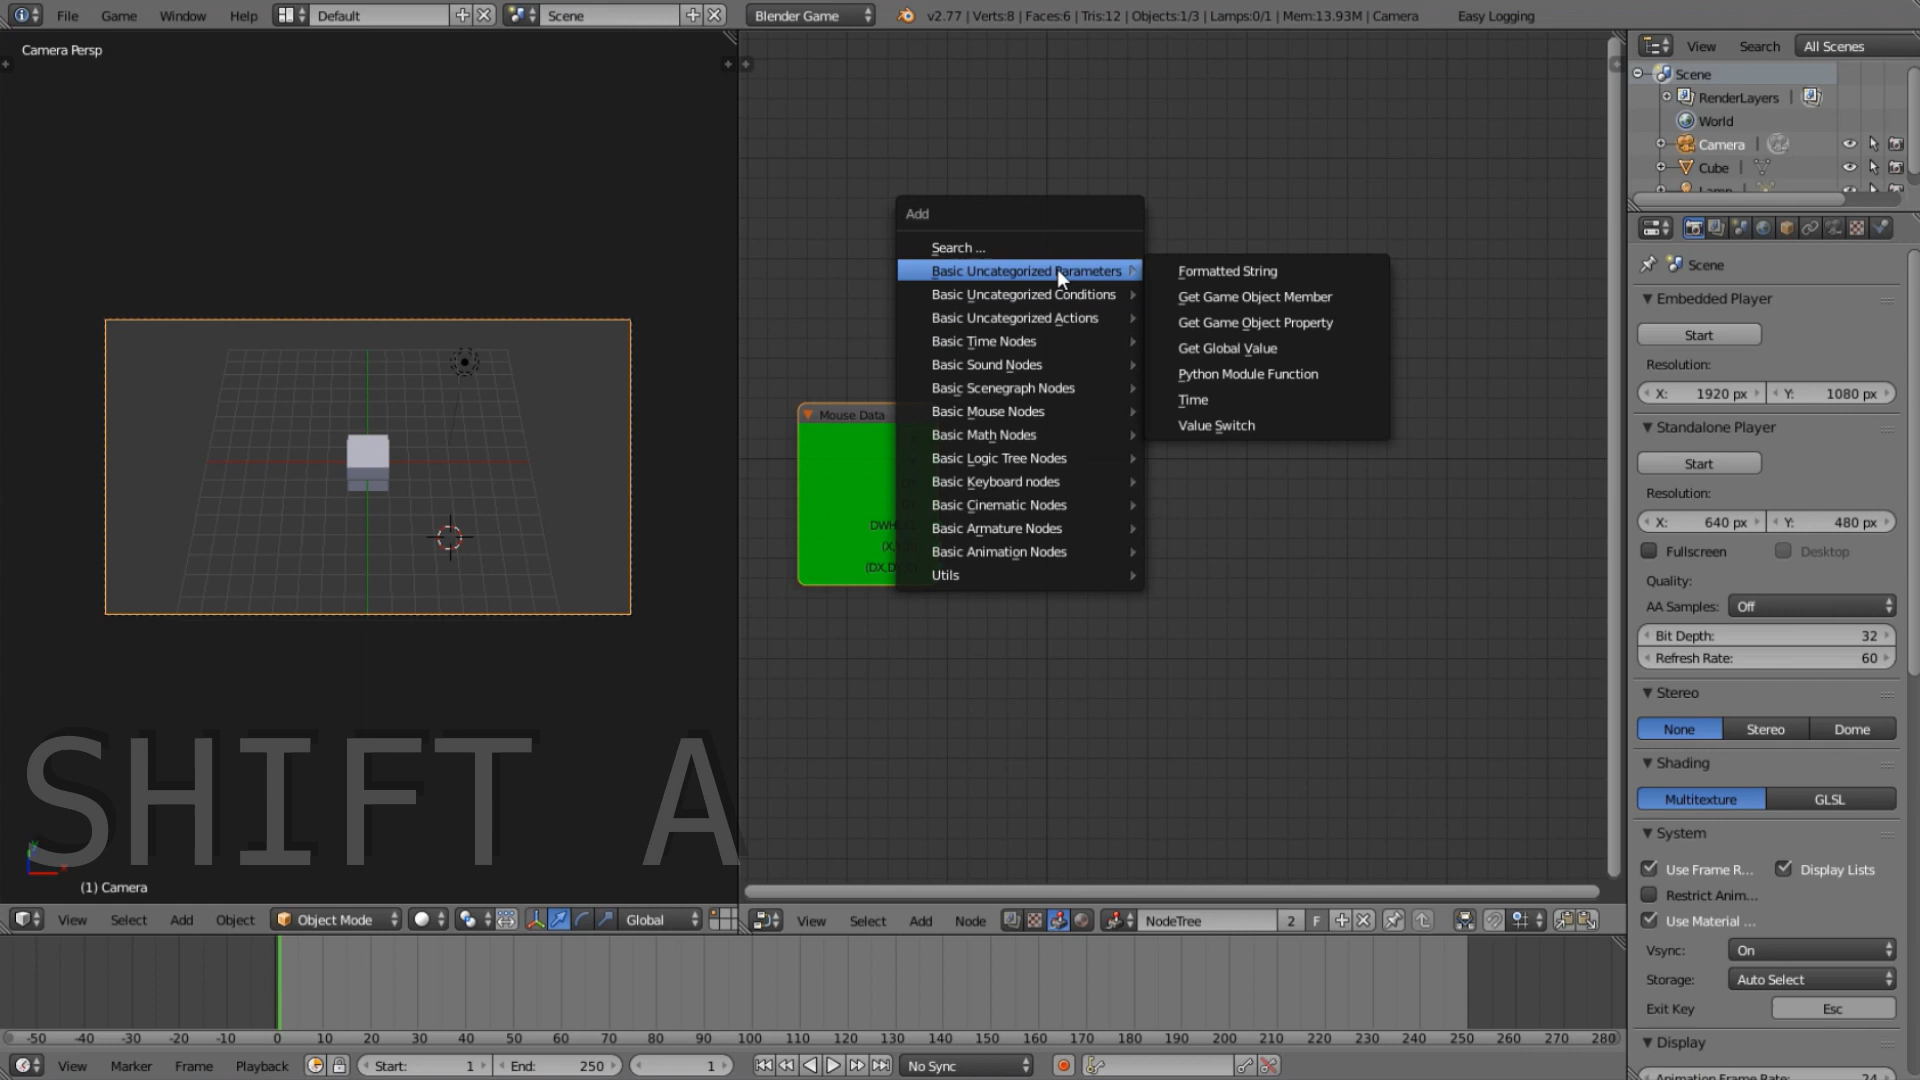 File Game Window Help Default Scene Blender Game v2.77 | Verts:8 | Faces:6 | Tris:12 | Objects:1/3 | Lamps:0/1 | Mem:13.93M | Camera Easy Logging
Camera Persp
View Search All Scenes
Scene
RenderLayers
World
Camera
Cube
Lamp
Add
Search ...
Basic Uncategorized Parameters
Basic Uncategorized Conditions
Basic Uncategorized Actions
Basic Time Nodes
Basic Sound Nodes
Basic Scenegraph Nodes
Basic Mouse Nodes
Basic Math Nodes
Basic Logic Tree Nodes
Basic Keyboard nodes
Basic Cinematic Nodes
Basic Armature Nodes
Basic Animation Nodes
Utils
Formatted String
Get Game Object Member
Get Game Object Property
Get Global Value
Python Module Function
Time
Value Switch
Mouse Data
Scene
Embedded Player
Start
Resolution:
X: 1920 px Y: 1080 px
Standalone Player
Start
Resolution:
X: 640 px Y: 480 px
Fullscreen Desktop
Quality:
AA Samples: Off
Bit Depth: 32
Refresh Rate: 60
Stereo
None Stereo Dome
Shading
Multitexture GLSL
System
Use Frame R... Display Lists
Restrict Anim...
Use Material ...
Vsync: On
Storage: Auto Select
Exit Key Esc
Display
Animation Frame Rate: 24
SHIFT A
(1) Camera
View Select Add Object Object Mode Global
View Select Add Node NodeTree 2 F
-50 -40 -30 -20 -10 0 10 20 30 40 50 60 70 80 90 100 110 120 130 140 150 160 170 180 190 200 210 220 230 240 250 260 270 280
View Marker Frame Playback Start: 1 End: 250 1 No Sync